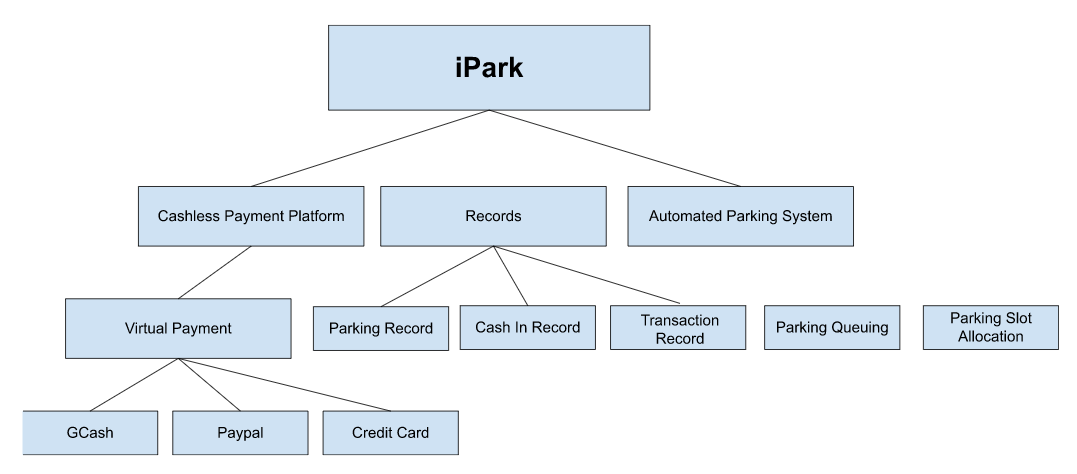 iPark
Cashless Payment Platform
Records
Automated Parking System
Virtual Payment
Parking Record
Cash In Record
Transaction
Record
Parking Queuing
Parking Slot
Allocation
GCash
Paypal
Credit Card